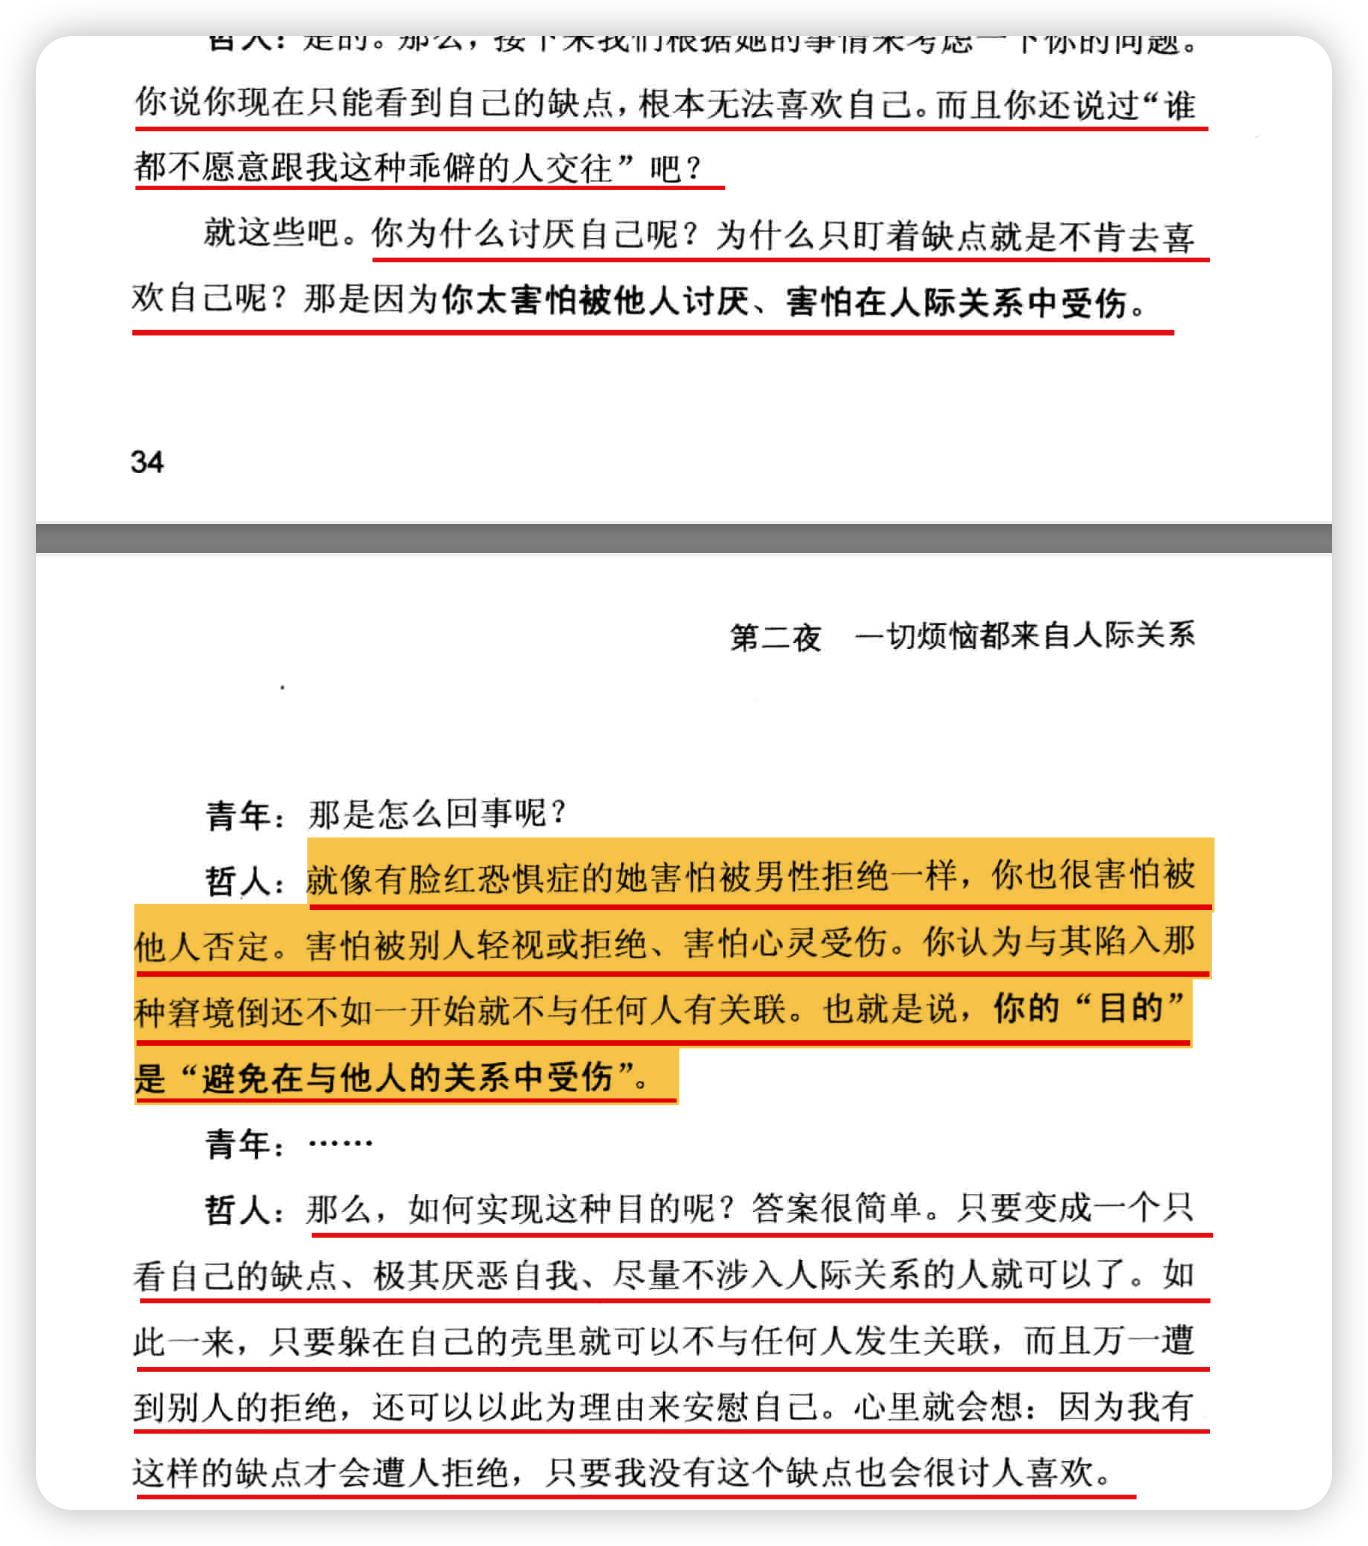 哲人：是的。那么，接下来我们根据她的事情来考虑一下你的问题。
你说你现在只能看到自己的缺点，根本无法喜欢自己。而且你还说过“谁
都不愿意跟我这种乖僻的人交往”吧？
就这些吧。你为什么讨厌自己呢？为什么只盯着缺点就是不肯去喜
欢自己呢？那是因为你太害怕被他人讨厌、害怕在人际关系中受伤。
34
第二夜 一切烦恼都来自人际关系
青年：那是怎么回事呢？
哲人：就像有脸红恐惧症的她害怕被男性拒绝一样，你也很害怕被
他人否定。害怕被别人轻视或拒绝、害怕心灵受伤。你认为与其陷入那
种窘境倒还不如一开始就不与任何人有关联。也就是说，你的“目的”
是“避免在与他人的关系中受伤”。
青年：……
哲人：那么，如何实现这种目的呢？答案很简单。只要变成一个只
看自己的缺点、极其厌恶自我、尽量不涉入人际关系的人就可以了。如
此一来，只要躲在自己的壳里就可以不与任何人发生关联，而且万一遭
到别人的拒绝，还可以以此为理由来安慰自己。心里就会想：因为我有
这样的缺点才会遭人拒绝，只要我没有这个缺点也会很讨人喜欢。